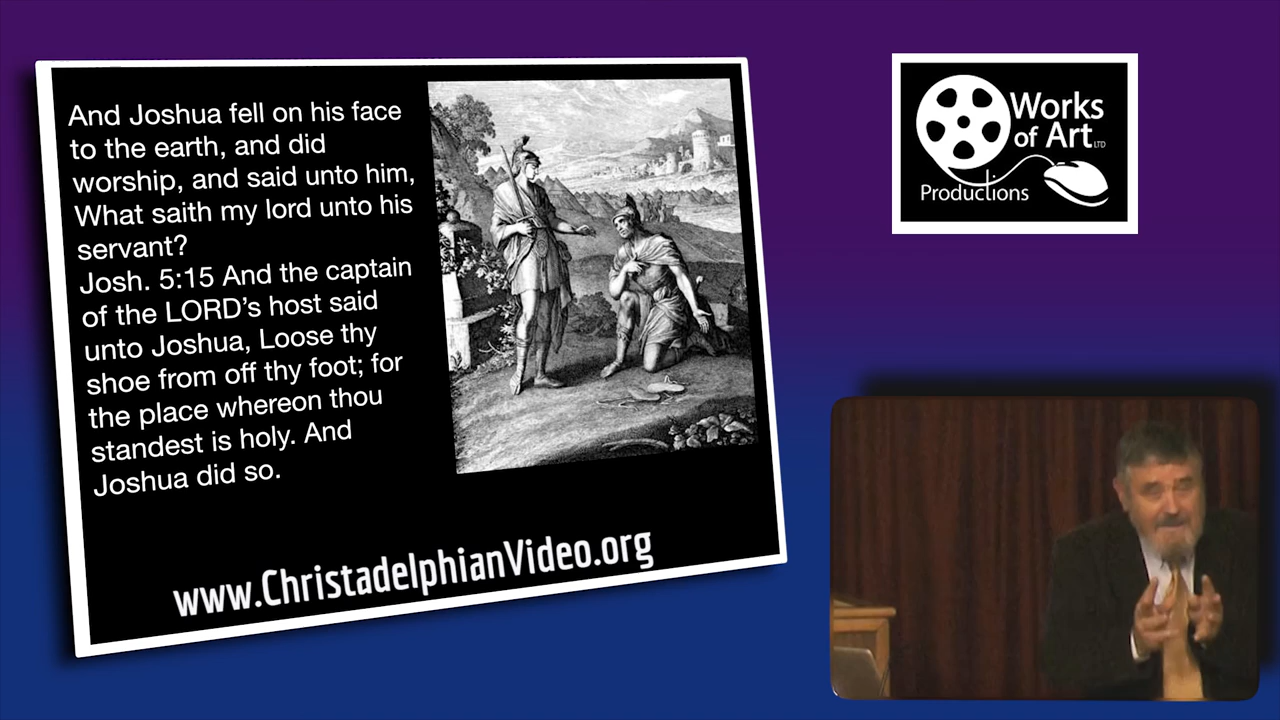 And Joshua fell on his face
to the earth, and did
worship, and said unto him,
What saith my lord unto his
servant?
Josh. 5:15 And the captain
of the LORD’s host said
unto Joshua, Loose thy
shoe from off thy foot; for
the place whereon thou
standest is holy. And
Joshua did so.
www.ChristadelphianVideo.org
Works
of Art LTD
Productions